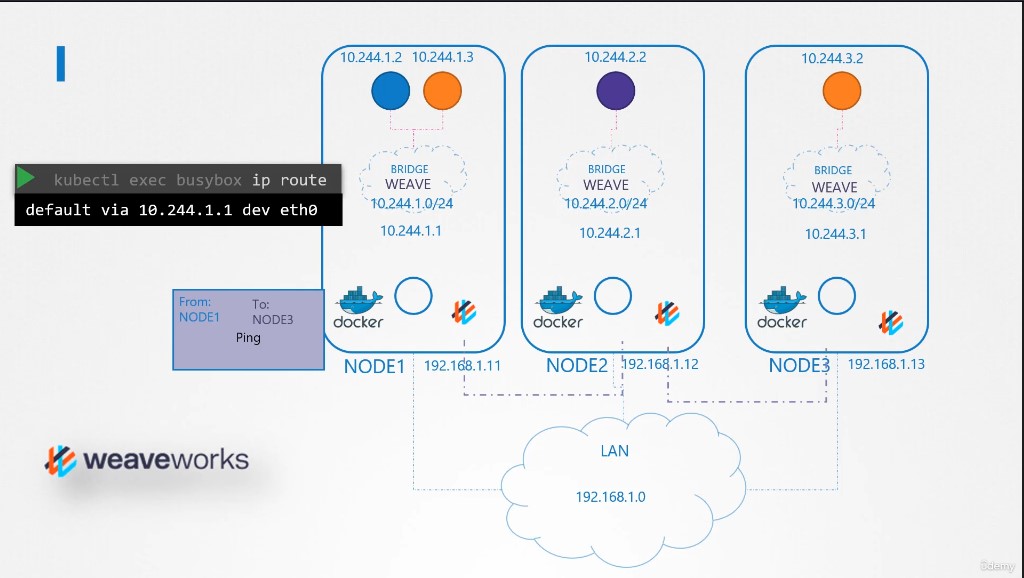 10.244.1.2 10.244.1.3
10.244.2.2
10.244.3.2
BRIDGE
WEAVE
10.244.1.0/24
10.244.1.1
BRIDGE
WEAVE
10.244.2.0/24
10.244.2.1
BRIDGE
WEAVE
10.244.3.0/24
10.244.3.1
kubectl exec busybox ip route
default via 10.244.1.1 dev eth0
From:
NODE1
To:
NODE3
Ping
docker
docker
docker
NODE1 192.168.1.11
NODE2 192.168.1.12
NODE3 192.168.1.13
LAN
192.168.1.0
weaveworks
ûdemy